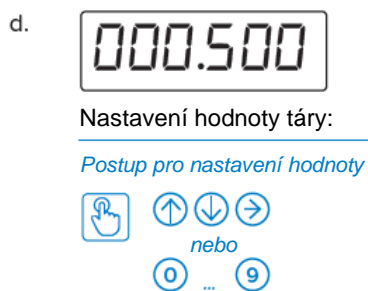 d.
000.500
Nastavení hodnoty táry:
Postup pro nastavení hodnoty
nebo
0 ... 9